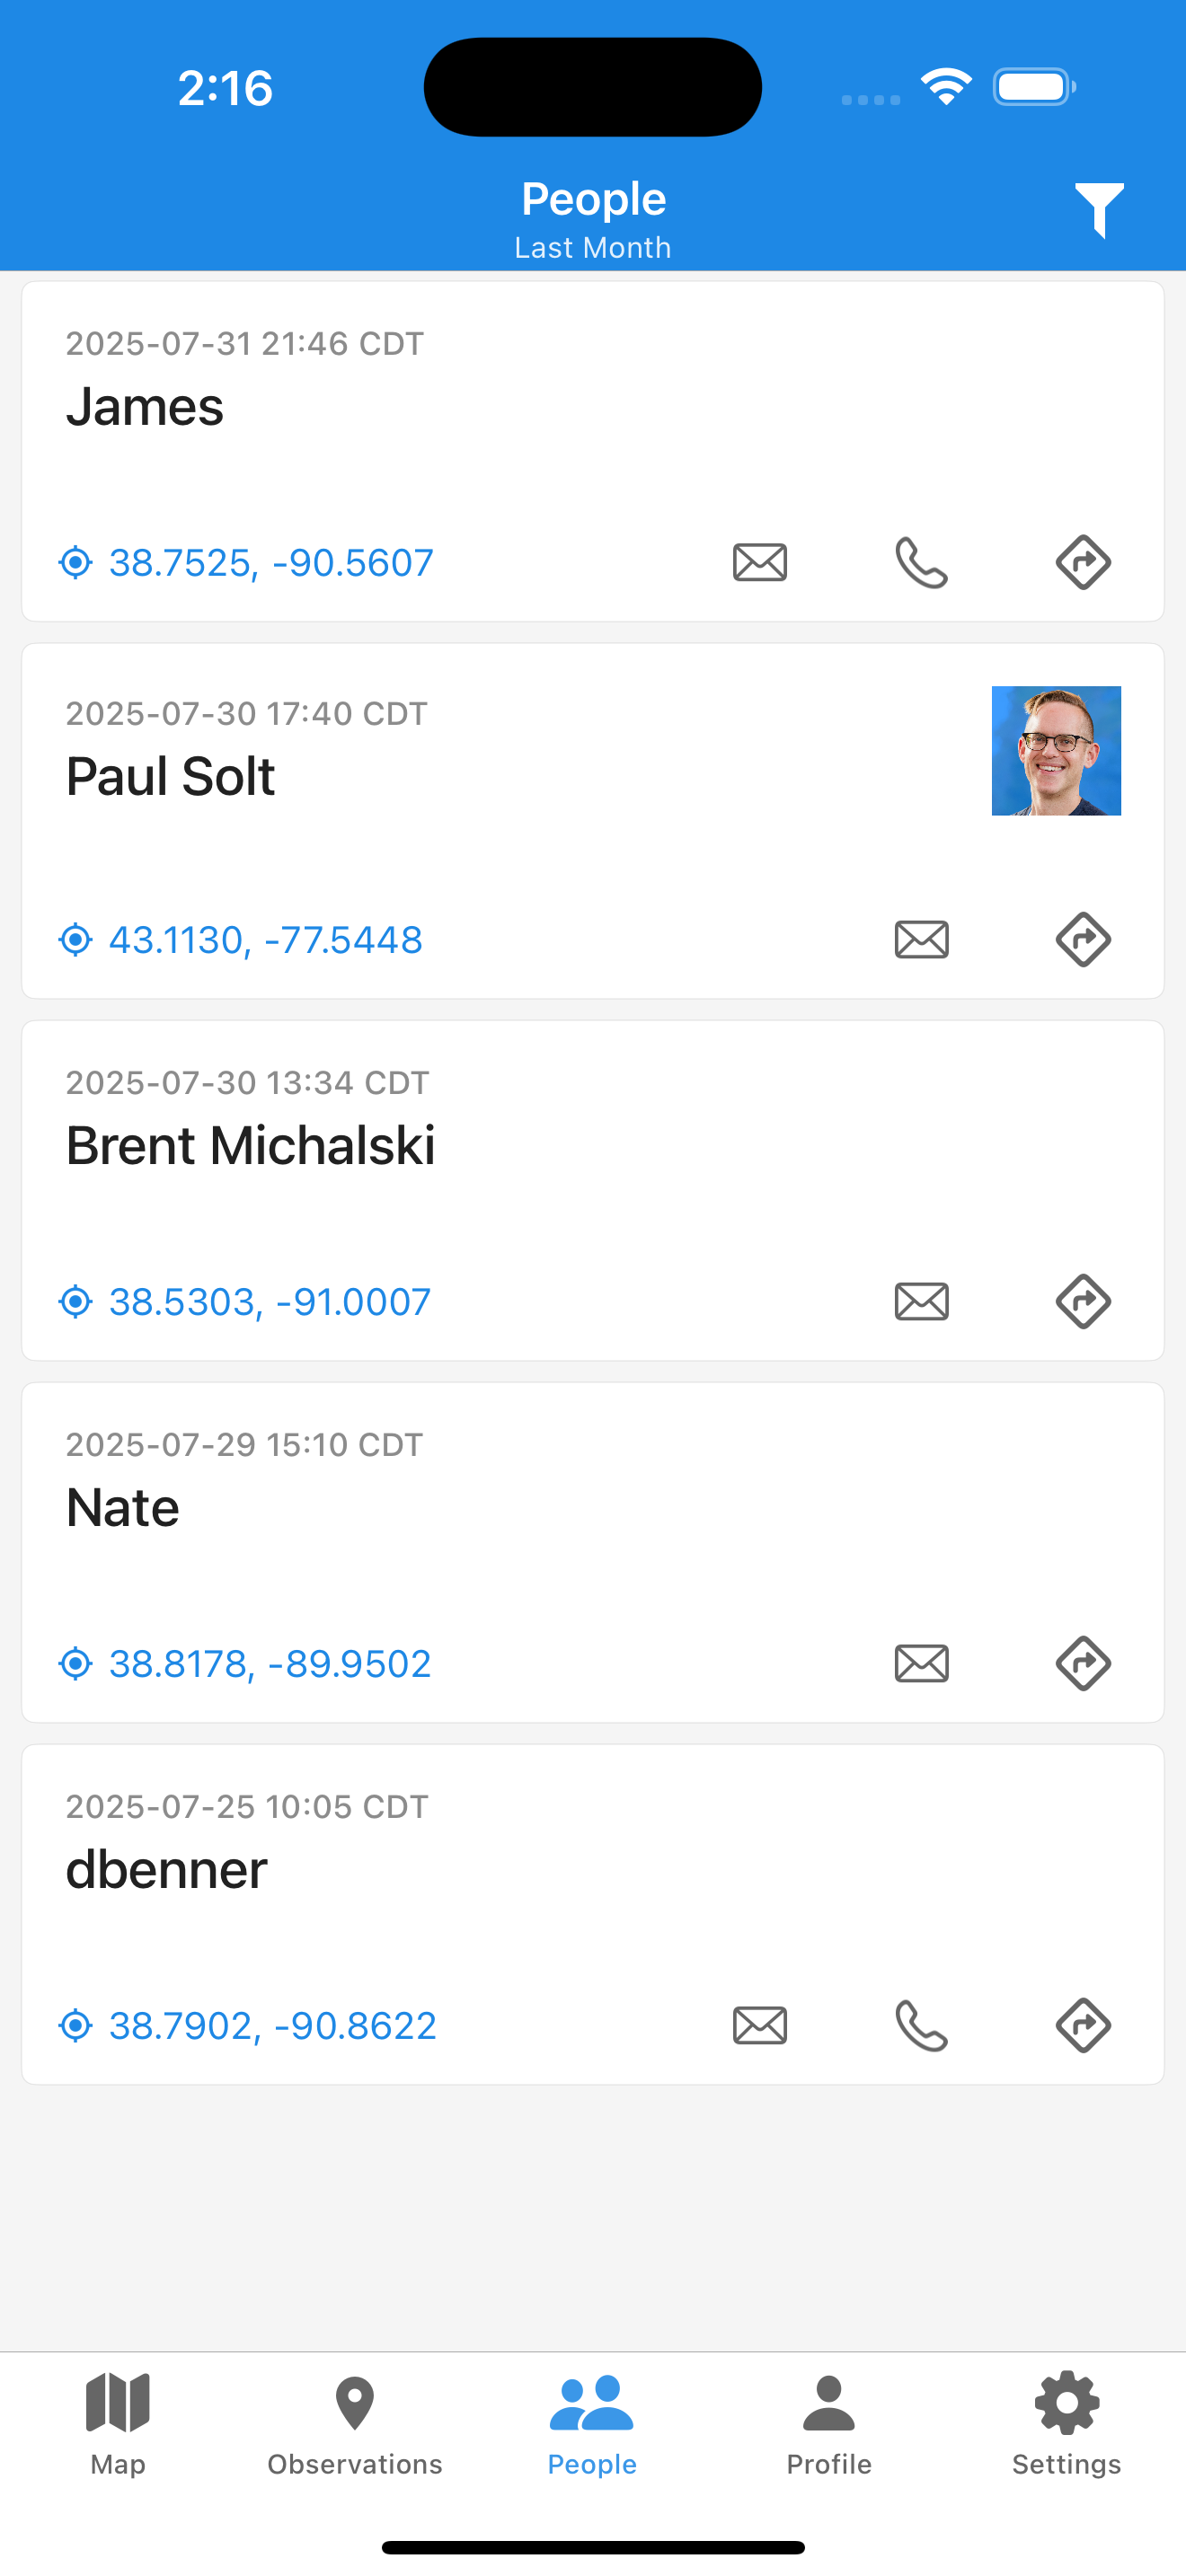 2:16
People
Last Month
2025-07-31 21:46 CDT
James
38.7525, -90.5607
2025-07-30 17:40 CDT
Paul Solt
43.1130, -77.5448
2025-07-30 13:34 CDT
Brent Michalski
38.5303, -91.0007
2025-07-29 15:10 CDT
Nate
38.8178, -89.9502
2025-07-25 10:05 CDT
dbenner
38.7902, -90.8622
Map
Observations
People
Profile
Settings